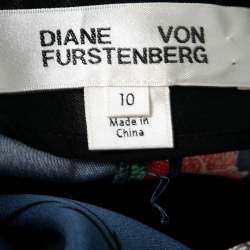 DIANE VON
FURSTENBERG
10
Made in
China